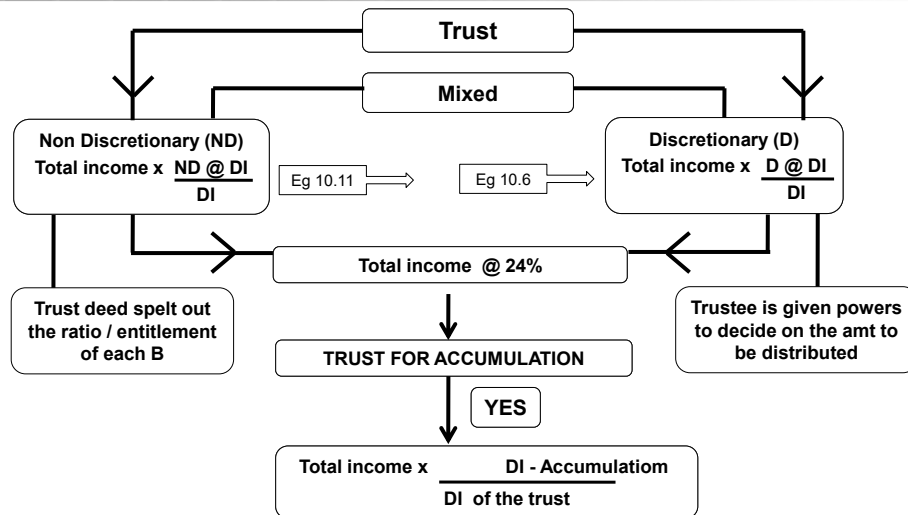 Trust
Mixed
Non Discretionary (ND)
Total income x ND @ DI
DI
Eg 10.11
Eg 10.6
Discretionary (D)
Total income x D @ DI
DI
Total income @ 24%
Trust deed spelt out
the ratio / entitlement
of each B
Trustee is given powers
to decide on the amt to
be distributed
TRUST FOR ACCUMULATION
YES
Total income x DI - Accumulatiom
DI of the trust